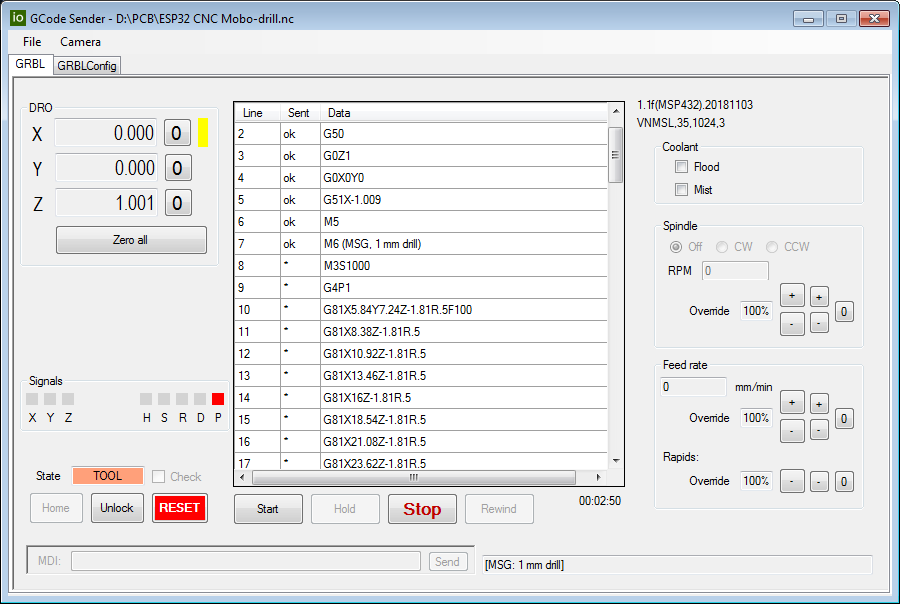 io GCode Sender - D:\PCB\ESP32 CNC Mobo-drill.nc
File Camera
GRBL GRBLConfig
DRO
X 0.000 0
Y 0.000 0
Z 1.001 0
Zero all
Signals
X Y Z H S R D P
State TOOL Check
Home Unlock RESET
Line Sent Data
2 ok G50
3 ok G0Z1
4 ok G0X0Y0
5 ok G51X-1.009
6 ok M5
7 ok M6 (MSG, 1 mm drill)
8 * M3S1000
9 * G4P1
10 * G81X5.84Y7.24Z-1.81R.5F100
11 * G81X8.38Z-1.81R.5
12 * G81X10.92Z-1.81R.5
13 * G81X13.46Z-1.81R.5
14 * G81X16Z-1.81R.5
15 * G81X18.54Z-1.81R.5
16 * G81X21.08Z-1.81R.5
17 * G81X23.62Z-1.81R.5
Start Hold Stop Rewind 00:02:50
1.1f(MSP432).20181103
VNMSL,35,1024,3
Coolant
Flood
Mist
Spindle
Off CW CCW
RPM 0
Override 100% + + 0
- -
Feed rate
0 mm/min
Override 100% + + 0
- -
Rapids:
Override 100% - - 0
MDI: Send
[MSG: 1 mm drill]